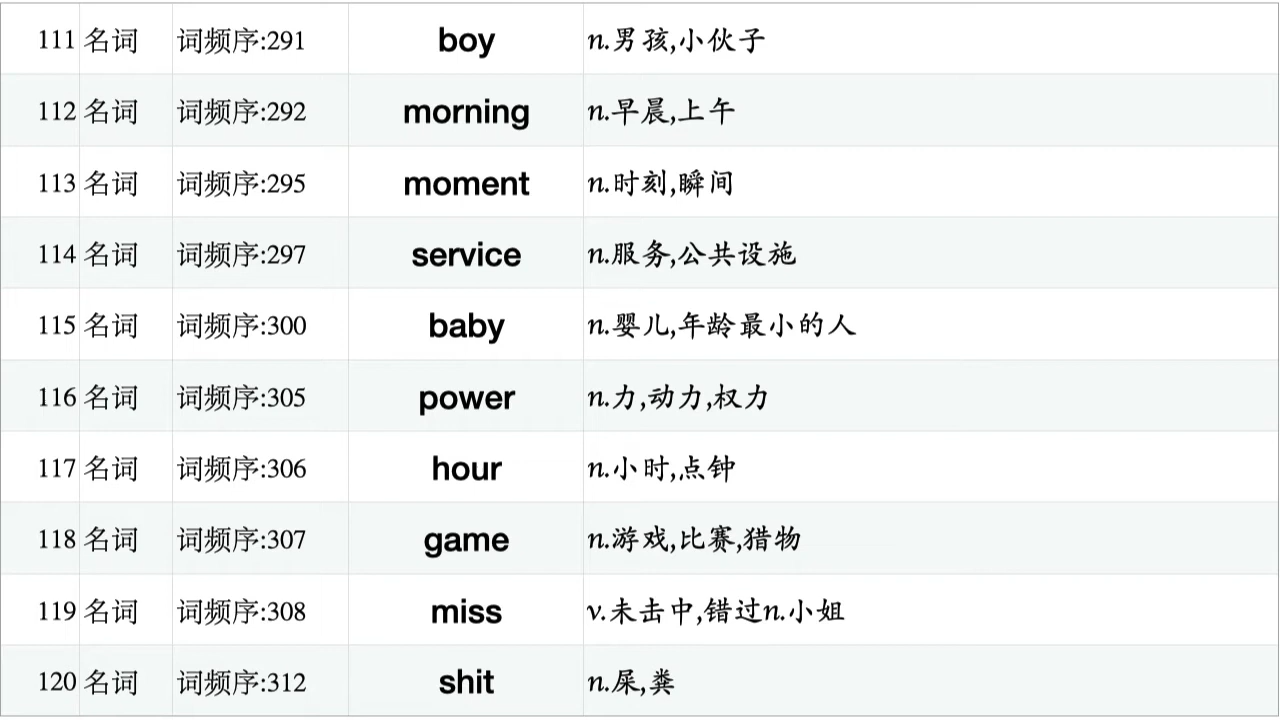 111 名词 词频序:291 boy n.男孩,小伙子
112 名词 词频序:292 morning n.早晨,上午
113 名词 词频序:295 moment n.时刻,瞬间
114 名词 词频序:297 service n.服务,公共设施
115 名词 词频序:300 baby n.婴儿,年龄最小的人
116 名词 词频序:305 power n.力,动力,权力
117 名词 词频序:306 hour n.小时,点钟
118 名词 词频序:307 game n.游戏,比赛,猎物
119 名词 词频序:308 miss v.未击中,错过n.小姐
120 名词 词频序:312 shit n.屎,粪